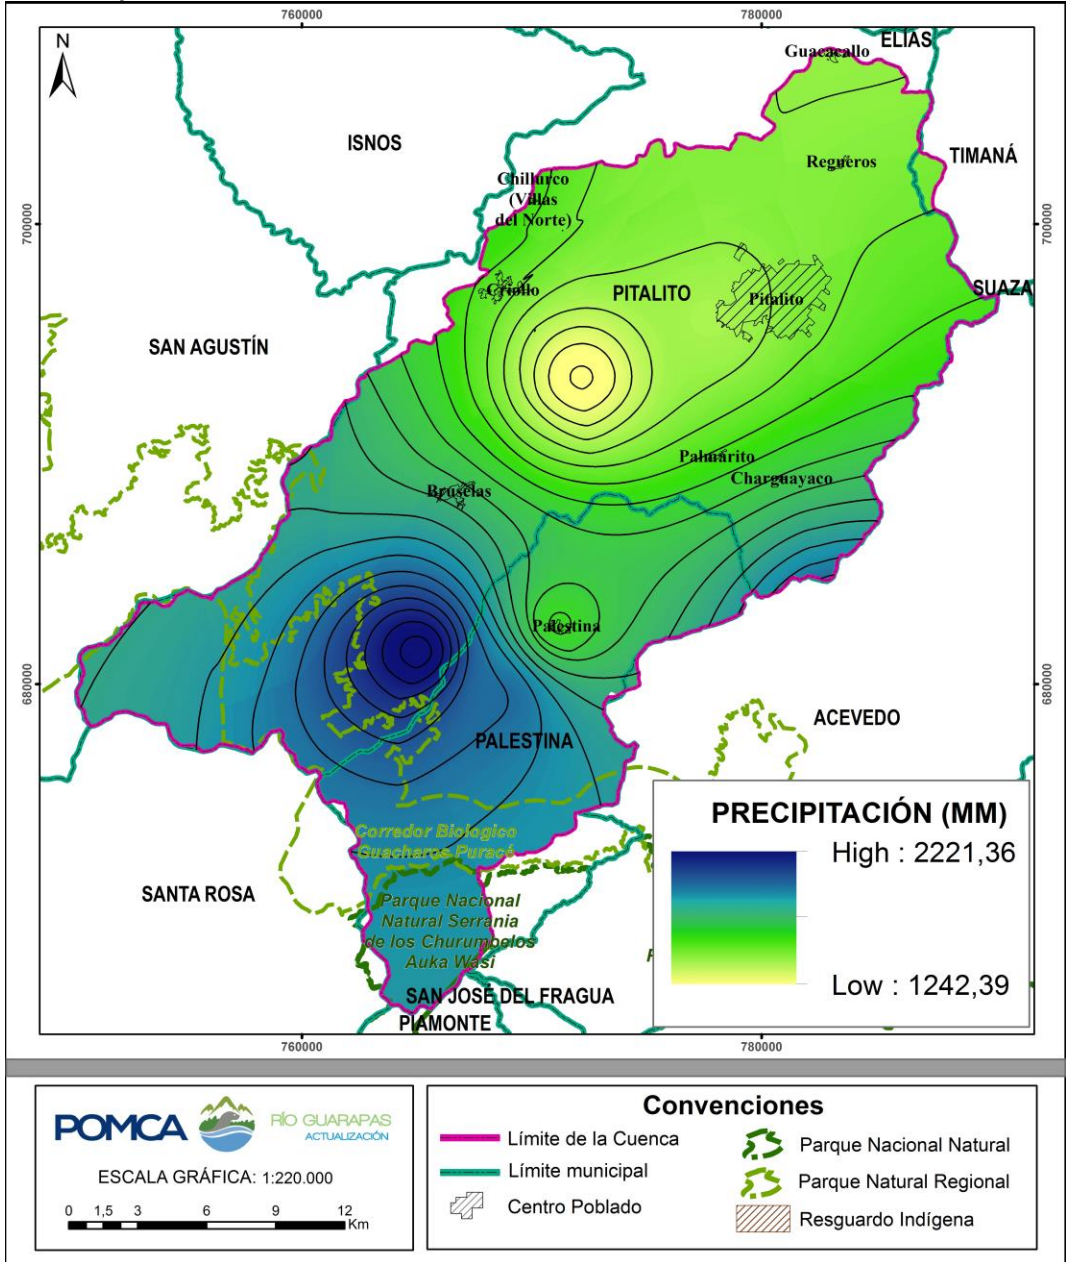 760000
780000
N
ELÍAS
Guacacallo
ISNOS
Regueros
TIMANÁ
Chillurco
(Villas
del Norte)
700000
700000
Criollo
PITALITO
Pitalito
SUAZA
SAN AGUSTÍN
Palmarito
Charguayaco
Bruselas
Palestina
680000
680000
ACEVEDO
PALESTINA
PRECIPITACIÓN (MM)
High : 2221,36
Low : 1242,39
Corredor Biologico
Guacharos Puracé
SANTA ROSA
Parque Nacional
Natural Serrania
de los Churumbelos
Auka Wasi
SAN JOSÉ DEL FRAGUA
PIAMONTE
760000
780000
POMCA
RÍO GUARAPAS
ACTUALIZACIÓN
ESCALA GRÁFICA: 1:220.000
0 1,5 3 6 9 12
Km
Convenciones
Límite de la Cuenca
Límite municipal
Centro Poblado
Parque Nacional Natural
Parque Natural Regional
Resguardo Indígena